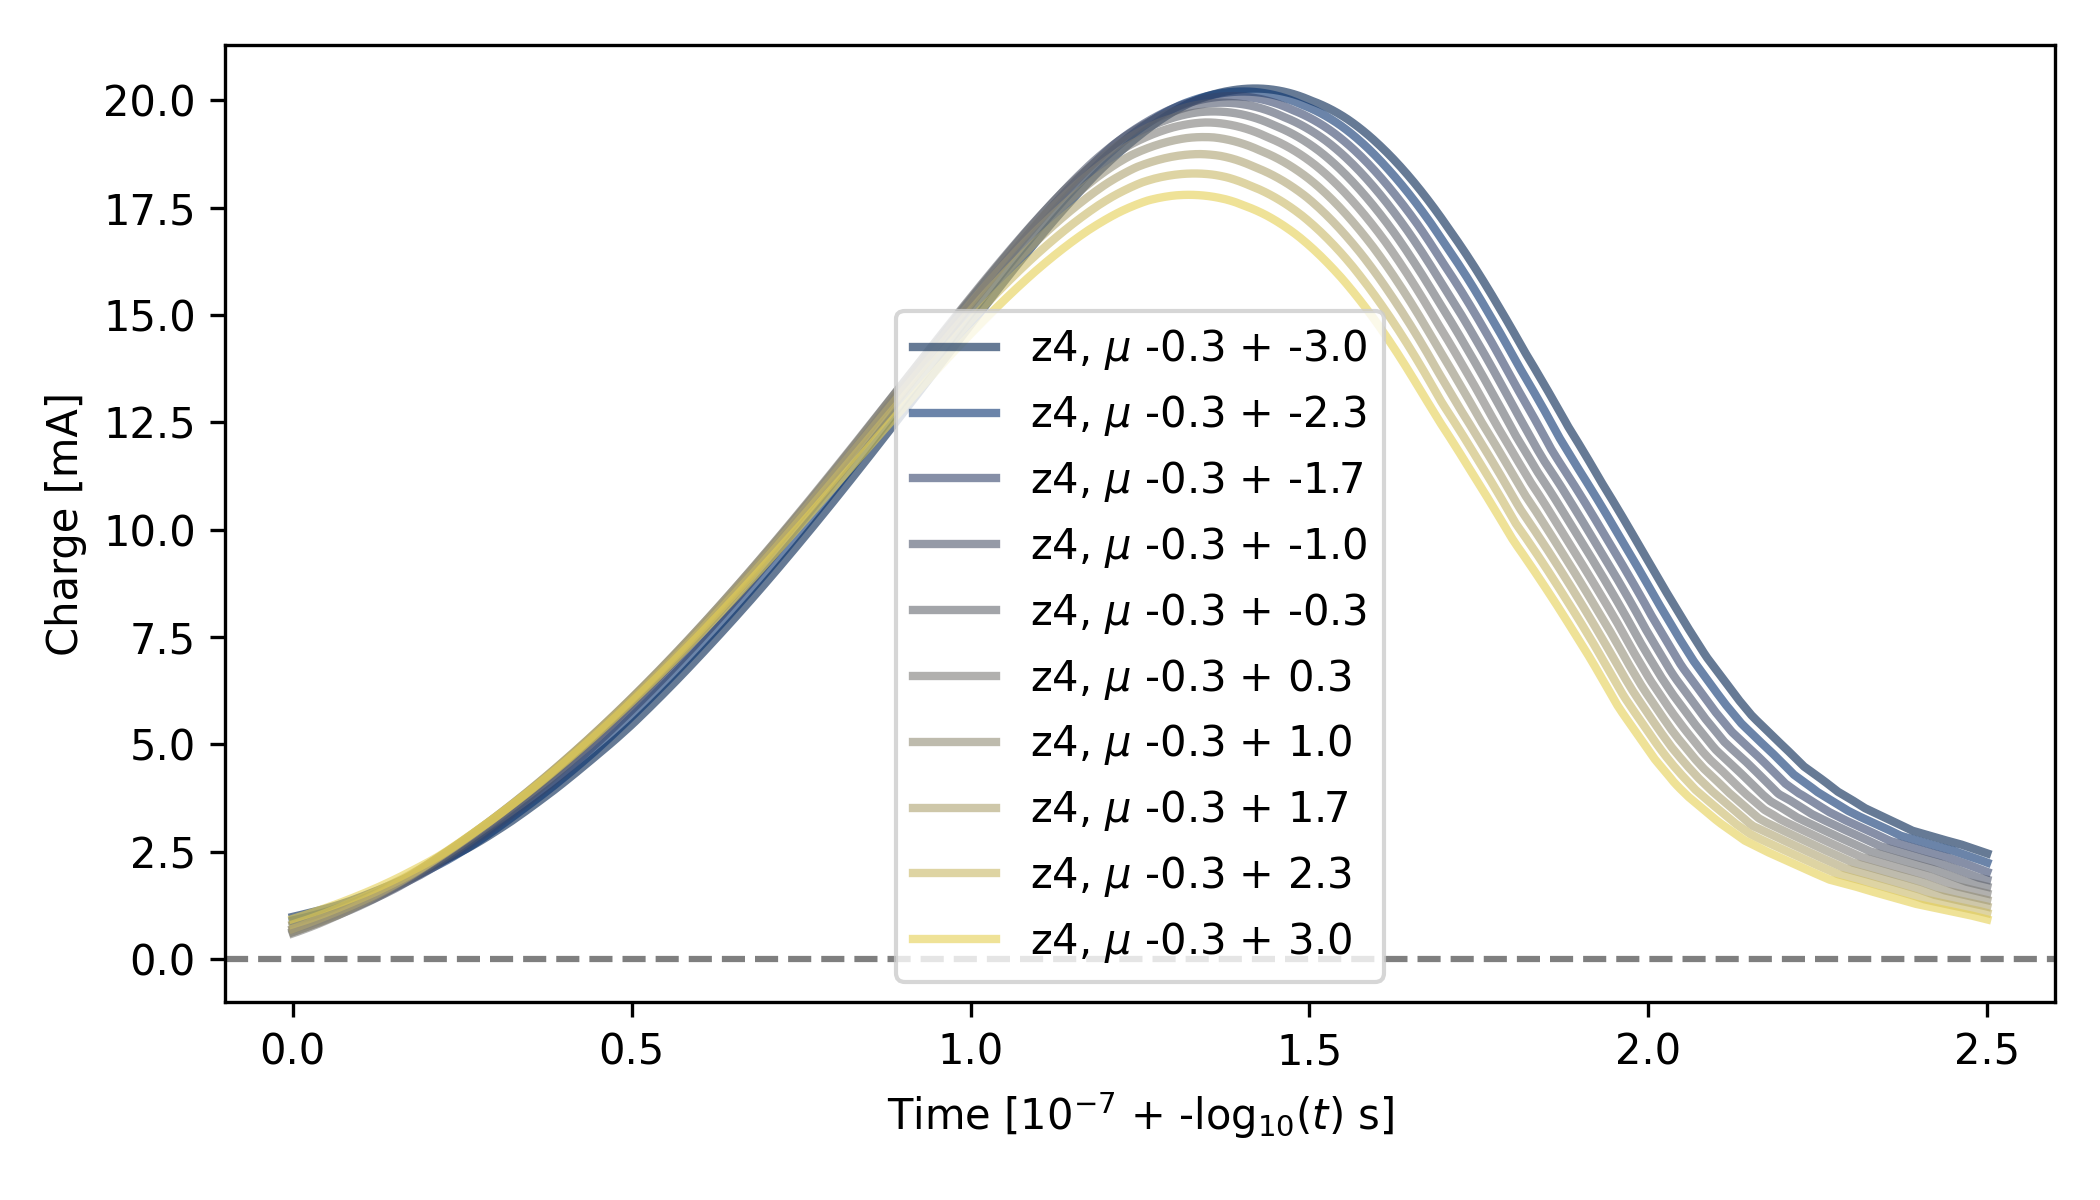 20.0
17.5
15.0
12.5
10.0
7.5
5.0
2.5
0.0
Charge [mA]
z4, μ -0.3 + -3.0
z4, μ -0.3 + -2.3
z4, μ -0.3 + -1.7
z4, μ -0.3 + -1.0
z4, μ -0.3 + -0.3
z4, μ -0.3 + 0.3
z4, μ -0.3 + 1.0
z4, μ -0.3 + 1.7
z4, μ -0.3 + 2.3
z4, μ -0.3 + 3.0
0.0 0.5 1.0 1.5 2.0 2.5
Time [10⁻⁷ + -log₁₀(t) s]